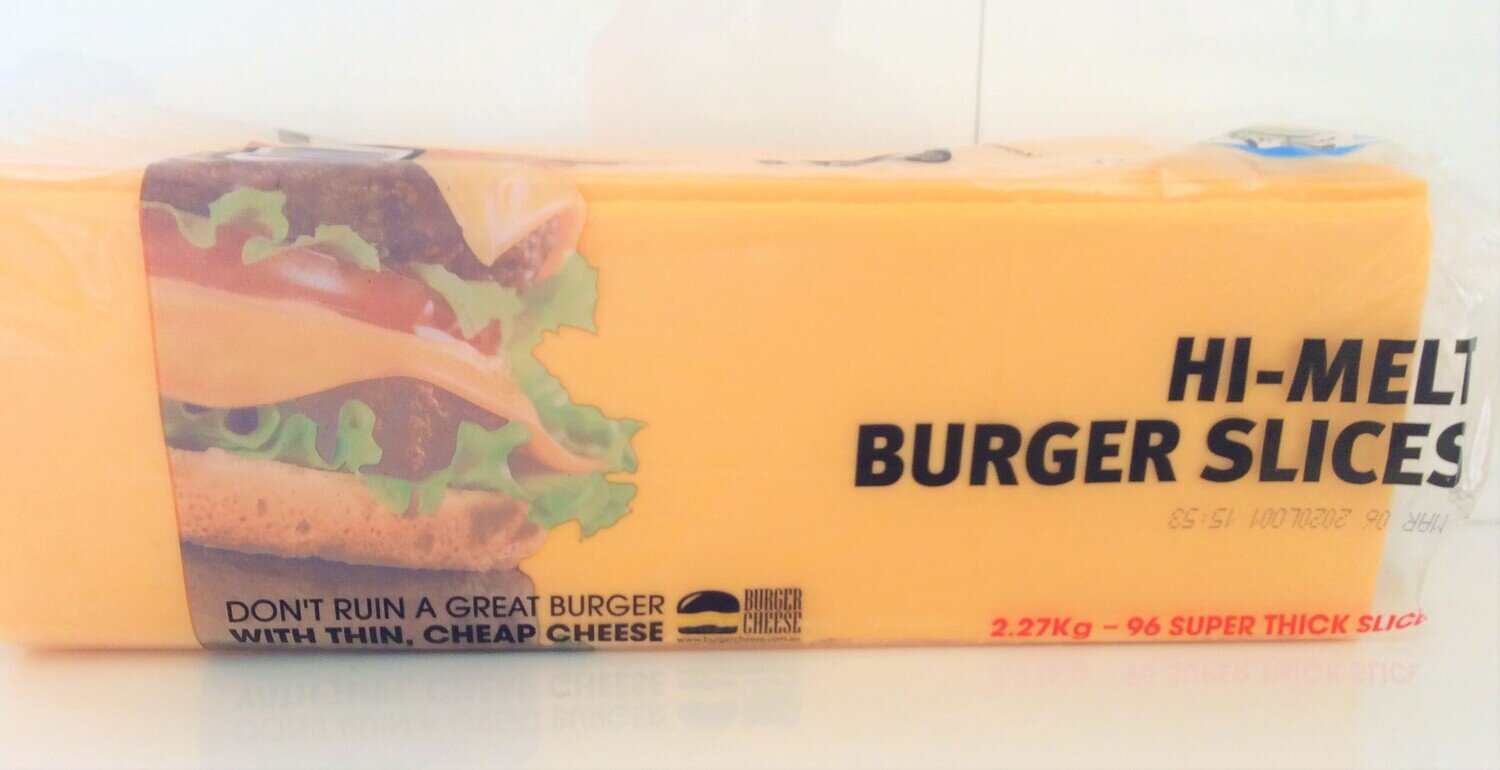 HI-MELT
BURGER SLICES
MAR 06 2020L001 15:53
DON'T RUIN A GREAT BURGER
WITH THIN, CHEAP CHEESE
BURGER
CHEESE
www.burgercheese.com.au
2.27Kg – 96 SUPER THICK SLICE